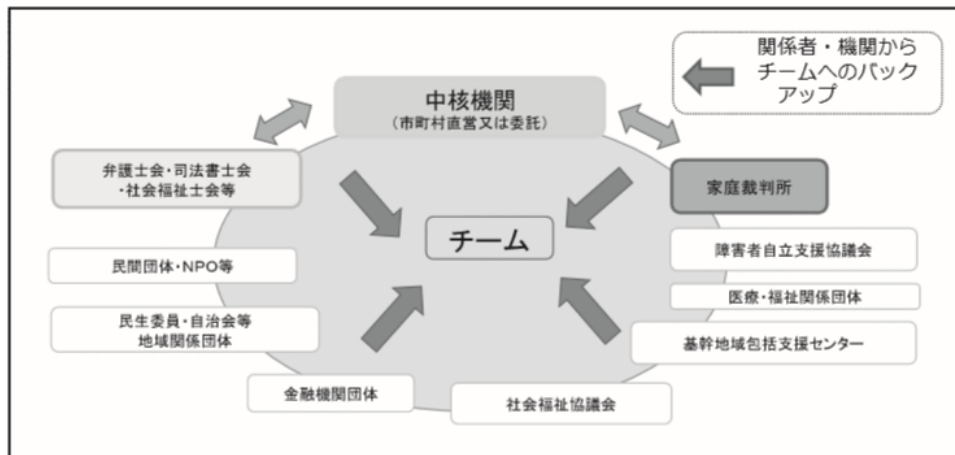 関係者・機関から
チームへのバック
アップ
中核機関
（市町村直営又は委託）
弁護士会・司法書士会
・社会福祉士会等
家庭裁判所
チーム
障害者自立支援協議会
民間団体・NPO等
医療・福祉関係団体
民生委員・自治会等
地域関係団体
基幹地域包括支援センター
金融機関団体
社会福祉協議会